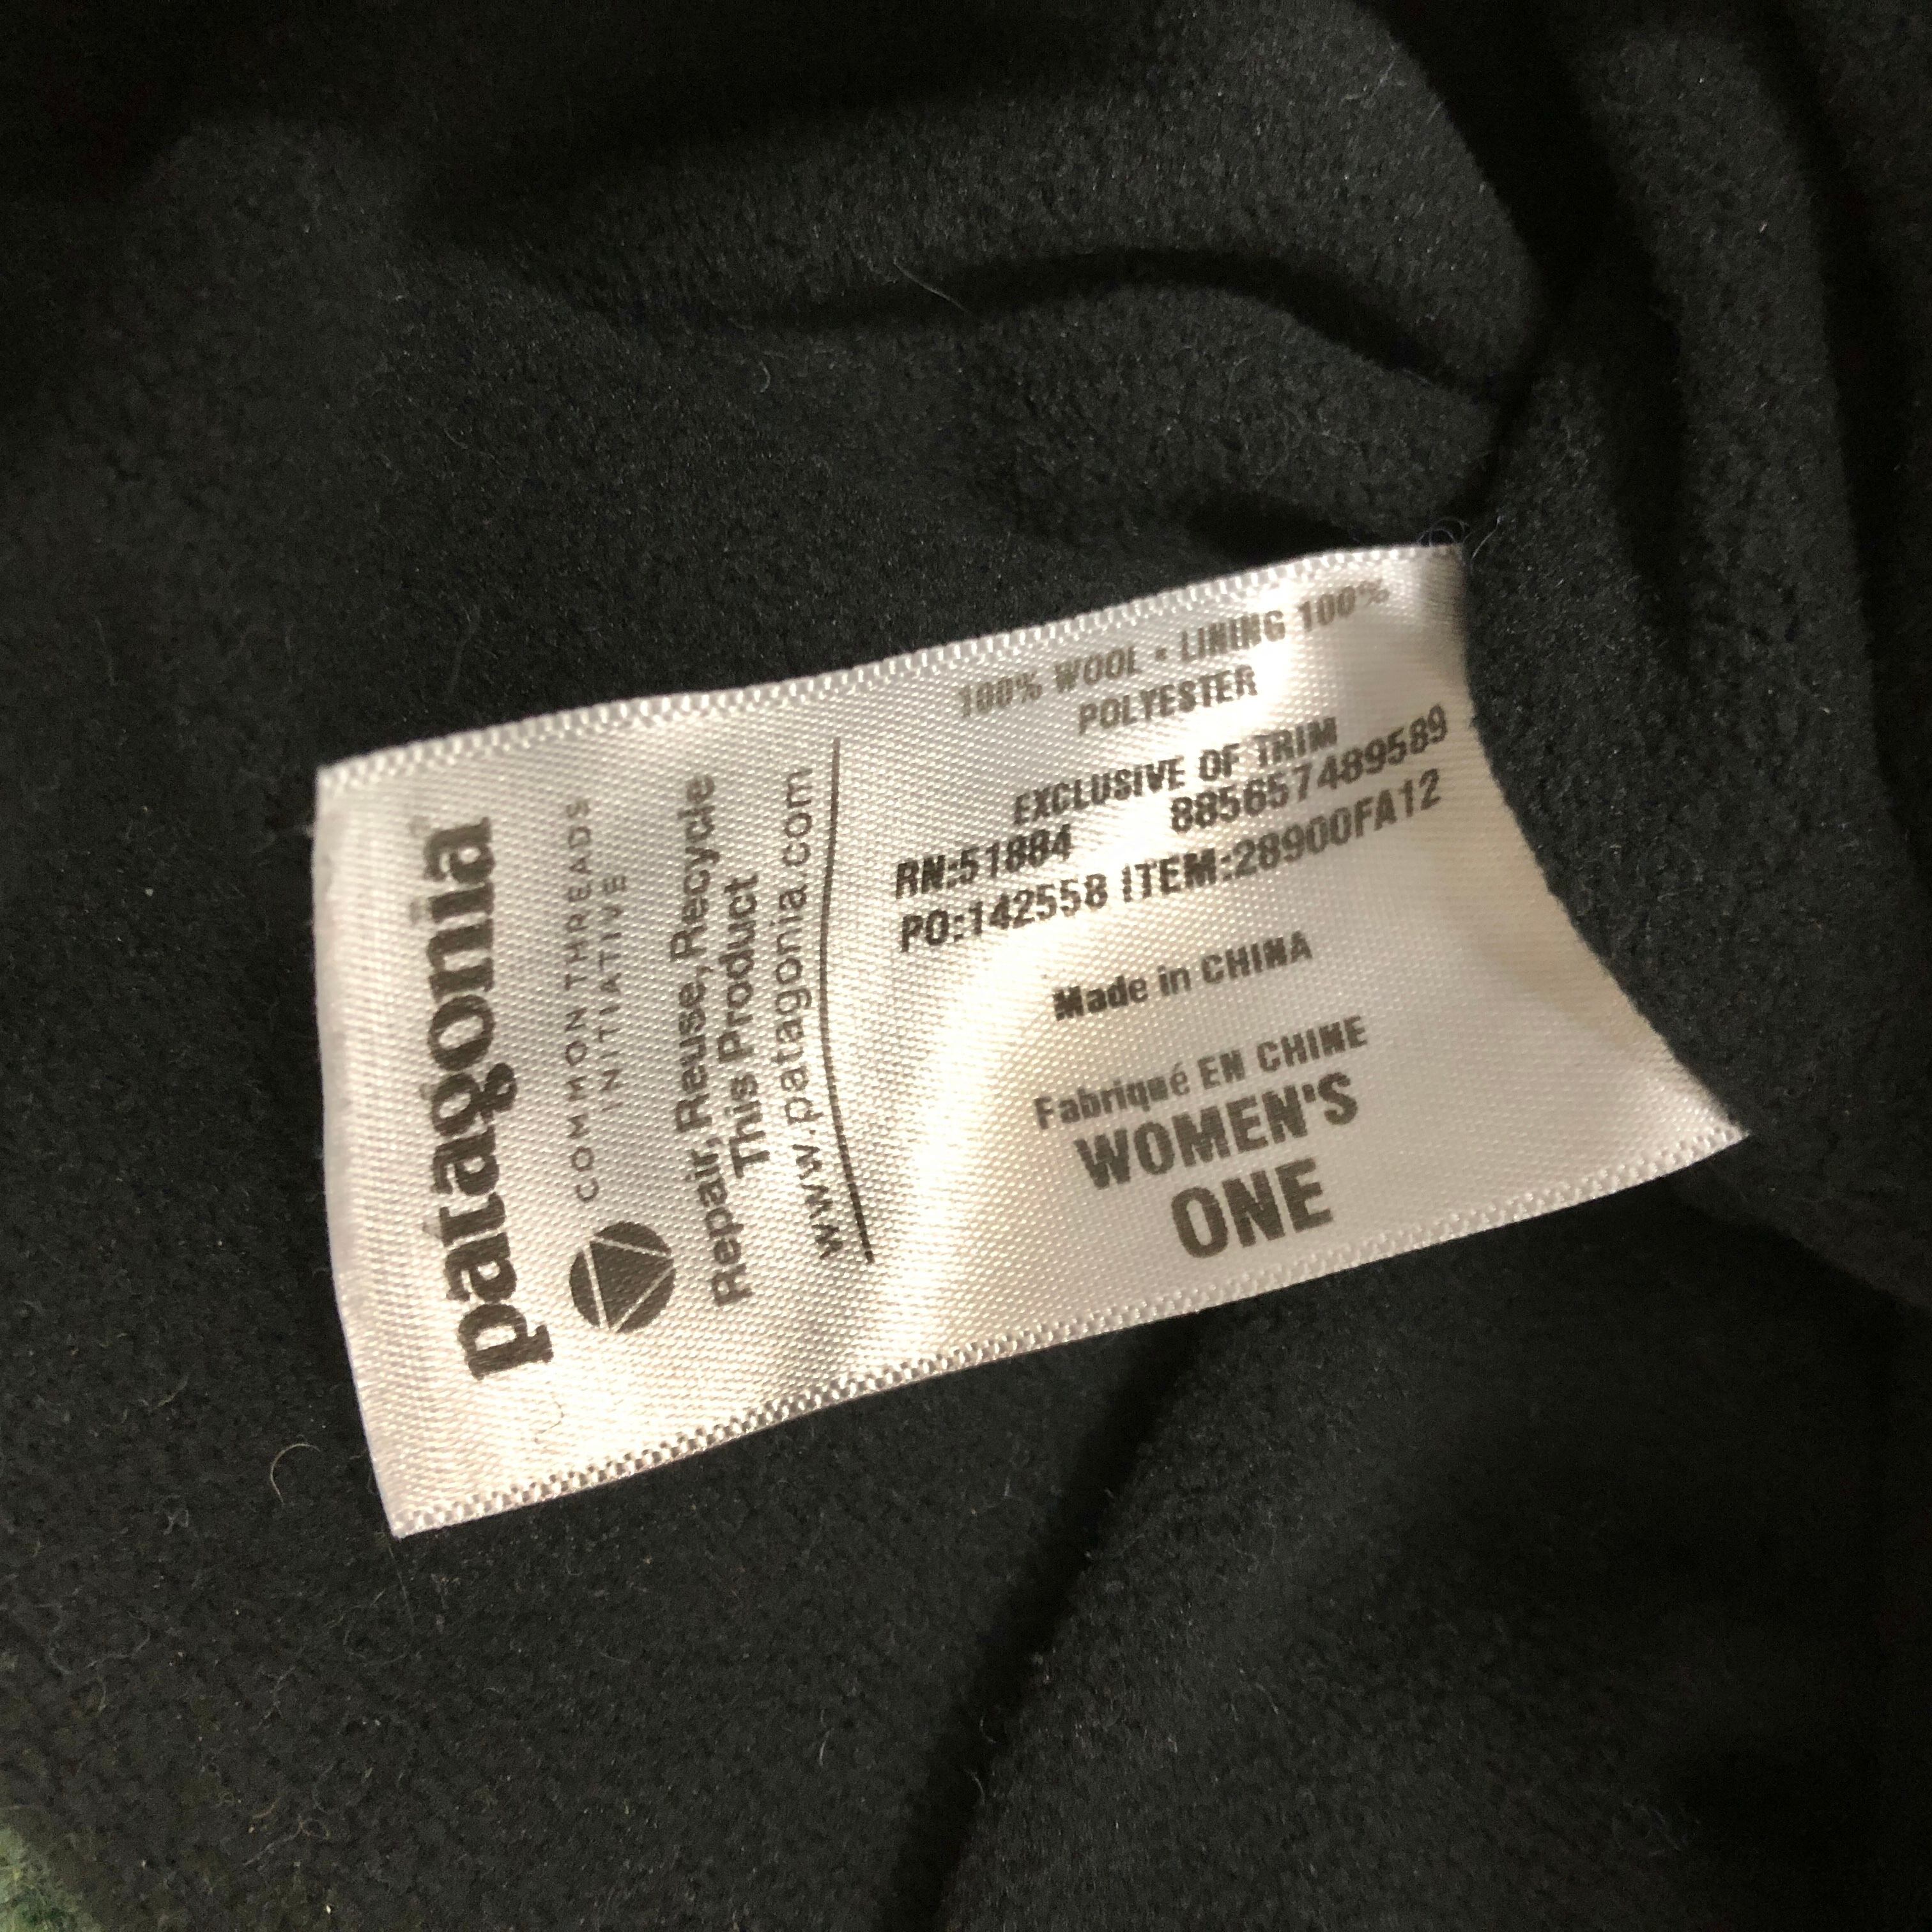 patagonia
COMMON THREADS
INITIATIVE
Repair, Reuse, Recycle
This Product
www.patagonia.com
100% WOOL • LINING 100%
POLYESTER
EXCLUSIVE OF TRIM
RN:51884 885657489589
PO:142558 ITEM:28900FA12
Made in CHINA
Fabriqué EN CHINE
WOMEN'S
ONE